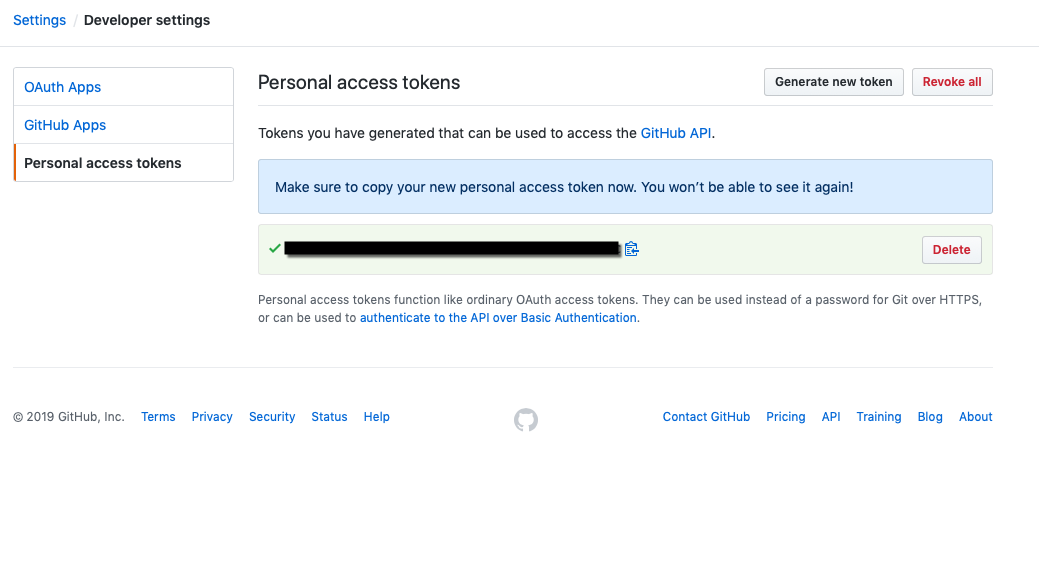 Settings / Developer settings
OAuth Apps
GitHub Apps
Personal access tokens
Personal access tokens
Generate new token
Revoke all
Tokens you have generated that can be used to access the GitHub API.
Make sure to copy your new personal access token now. You won’t be able to see it again!
Delete
Personal access tokens function like ordinary OAuth access tokens. They can be used instead of a password for Git over HTTPS,
or can be used to authenticate to the API over Basic Authentication.
© 2019 GitHub, Inc. Terms Privacy Security Status Help
Contact GitHub Pricing API Training Blog About